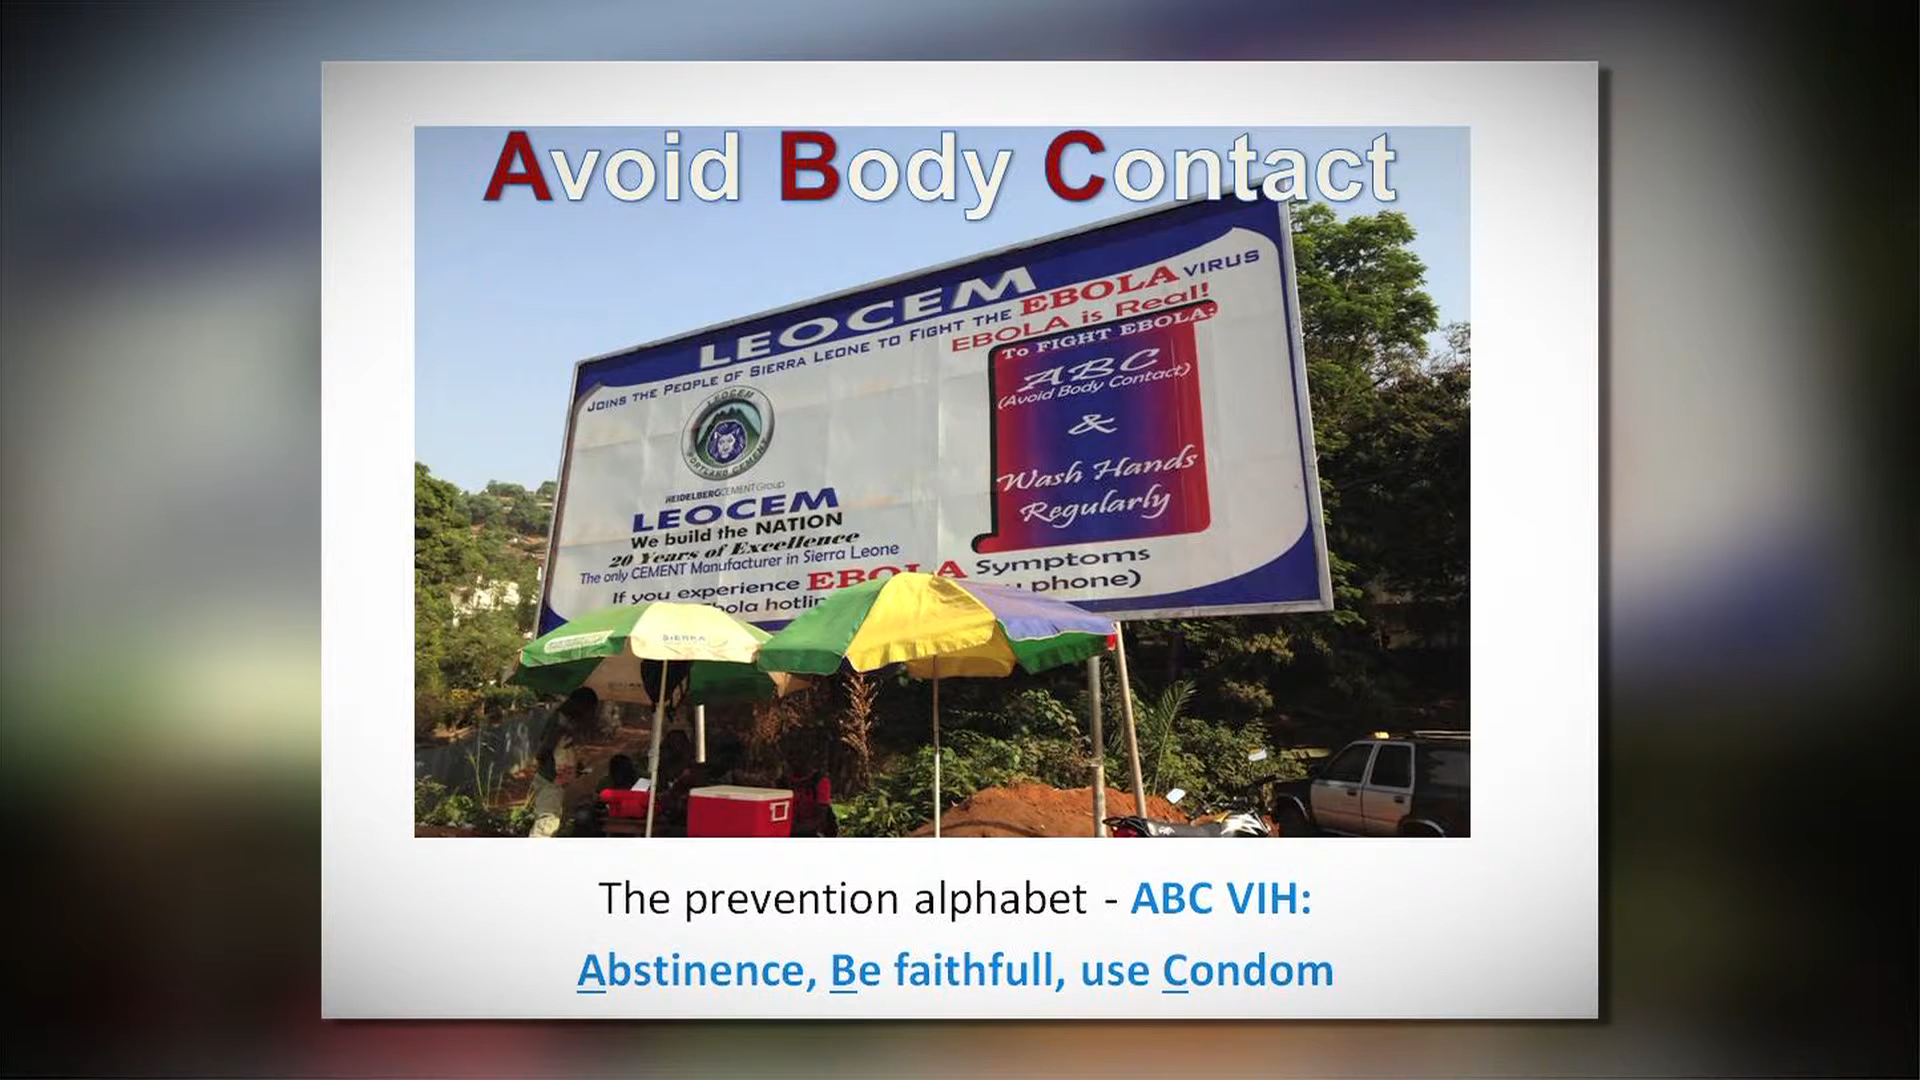 Avoid Body Contact
LEOCEM
JOINS THE PEOPLE OF SIERRA LEONE TO FIGHT THE EBOLA VIRUS
EBOLA is Real!
To FIGHT EBOLA:
ABC
(Avoid Body Contact)
&
Wash Hands
Regularly
LEOCEM
PORTLAND CEMENT
HEIDELBERGCEMENT Group
LEOCEM
We build the NATION
20 Years of Excellence
The only CEMENT Manufacturer in Sierra Leone
If you experience EBOLA Symptoms
phone)
SIERRA
The prevention alphabet - ABC VIH:
Abstinence, Be faithfull, use Condom